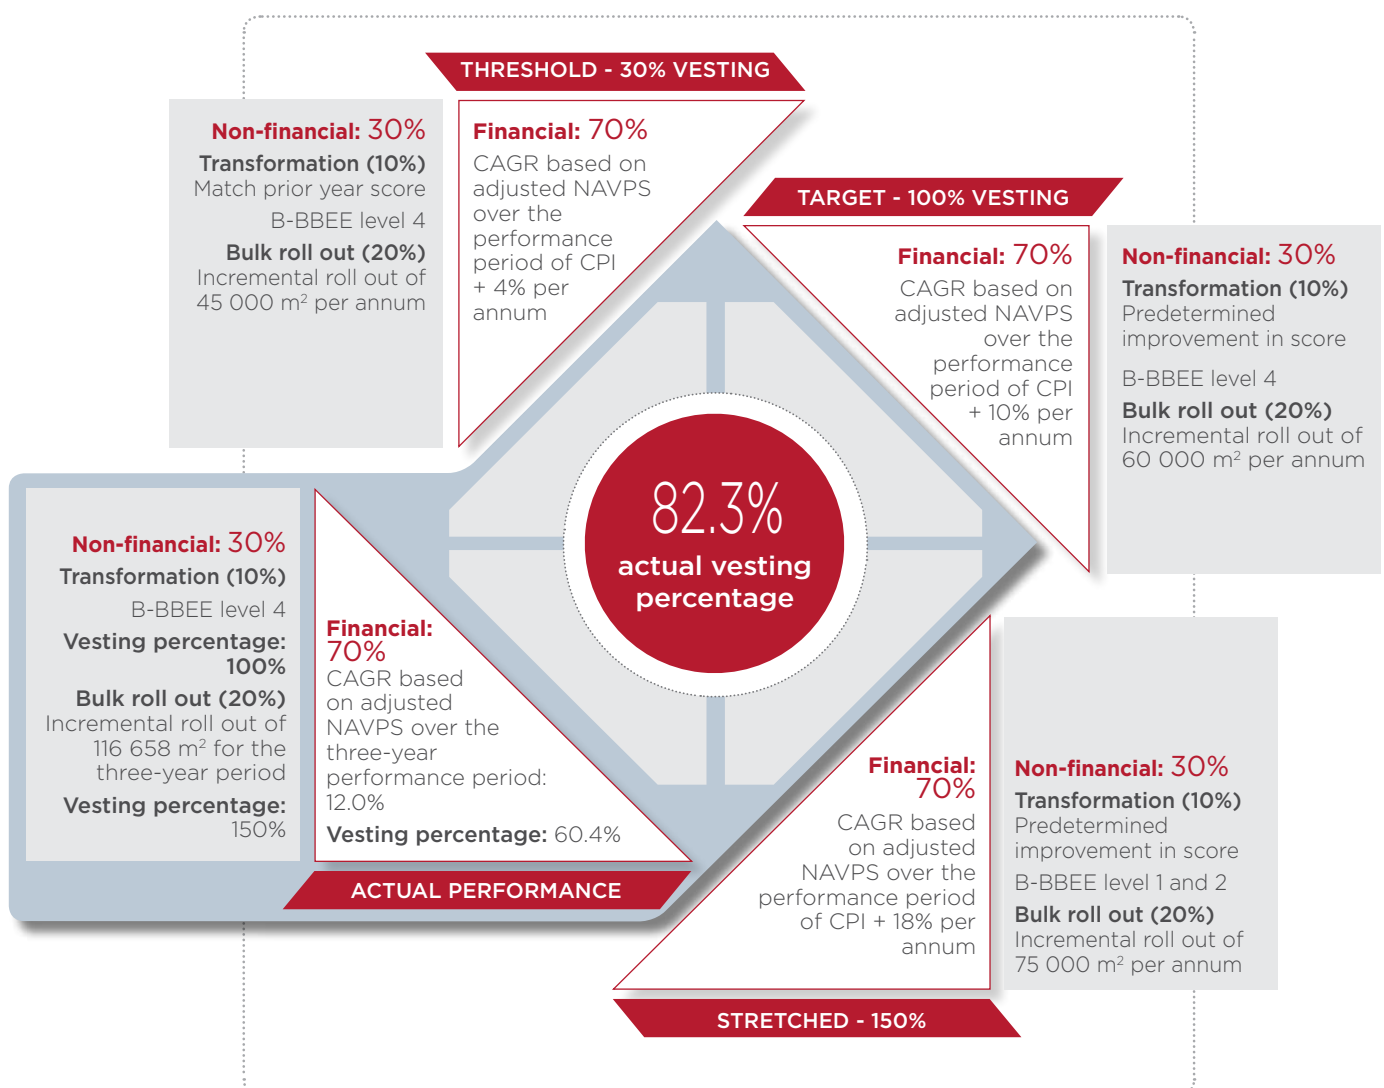 THRESHOLD - 30% VESTING
Non-financial: 30%
Transformation (10%)
Match prior year score
B-BBEE level 4
Bulk roll out (20%)
Incremental roll out of
45 000 m² per annum
Financial: 70%
CAGR based on
adjusted NAVPS
over the
performance
period of CPI
+ 4% per
annum
TARGET - 100% VESTING
Financial: 70%
CAGR based on
adjusted NAVPS
over the
performance
period of CPI
+ 10% per
annum
Non-financial: 30%
Transformation (10%)
Predetermined
improvement in score
B-BBEE level 4
Bulk roll out (20%)
Incremental roll out of
60 000 m² per annum
82.3%
actual vesting
percentage
Non-financial: 30%
Transformation (10%)
B-BBEE level 4
Vesting percentage:
100%
Bulk roll out (20%)
Incremental roll out of
116 658 m² for the
three-year period
Vesting percentage:
150%
Financial:
70%
CAGR based
on adjusted
NAVPS over the
three-year
performance period:
12.0%
Vesting percentage: 60.4%
ACTUAL PERFORMANCE
Financial:
70%
CAGR based
on adjusted
NAVPS over the
performance period
of CPI + 18% per
annum
Non-financial: 30%
Transformation (10%)
Predetermined
improvement in score
B-BBEE level 1 and 2
Bulk roll out (20%)
Incremental roll out of
75 000 m² per annum
STRETCHED - 150%